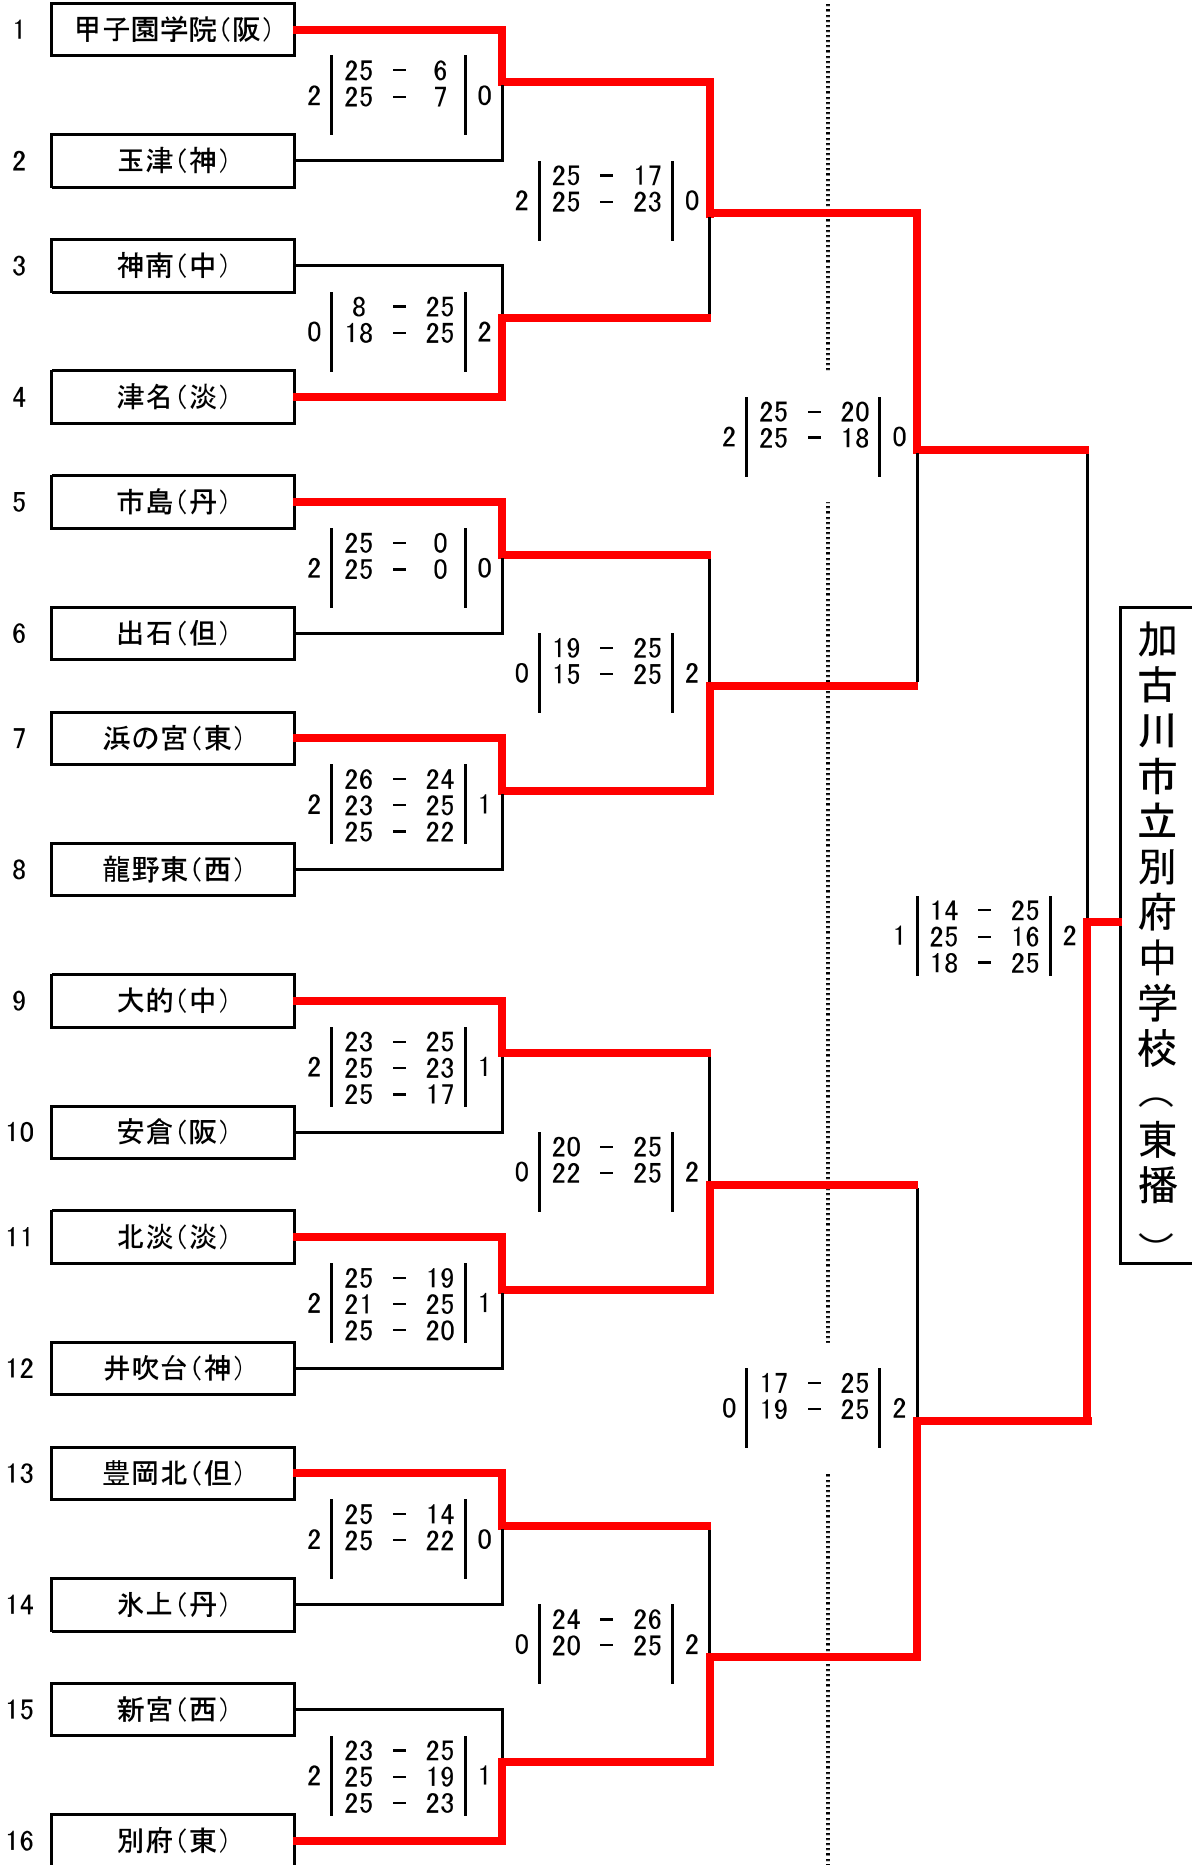 1 甲子園学院(阪)
2 25 - 6 0
25 - 7
2 玉津(神)
2 25 - 17 0
25 - 23
3 神南(中)
0 8 - 25 2
18 - 25
4 津名(淡)
2 25 - 20 0
25 - 18
5 市島(丹)
2 25 - 0 0
25 - 0
6 出石(但)
0 19 - 25 2
15 - 25
7 浜の宮(東)
2 26 - 24 1
23 - 25
25 - 22
8 龍野東(西)
1 14 - 25 2
25 - 16
18 - 25
加古川市立別府中学校(東播)
9 大的(中)
2 23 - 25 1
25 - 23
25 - 17
10 安倉(阪)
0 20 - 25 2
22 - 25
11 北淡(淡)
2 25 - 19 1
21 - 25
25 - 20
12 井吹台(神)
0 17 - 25 2
19 - 25
13 豊岡北(但)
2 25 - 14 0
25 - 22
14 氷上(丹)
0 24 - 26 2
20 - 25
15 新宮(西)
2 23 - 25 1
25 - 19
25 - 23
16 別府(東)